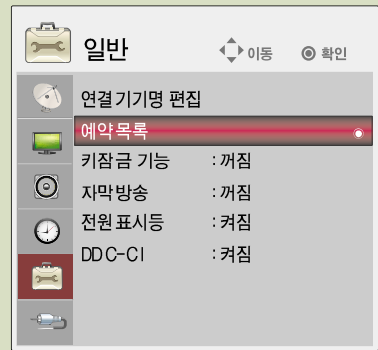 일반 이동 확인
연결기기명 편집
예약목록
키잠금 기능 : 꺼짐
자막방송 : 꺼짐
전원표시등 : 켜짐
DDC-CI : 켜짐